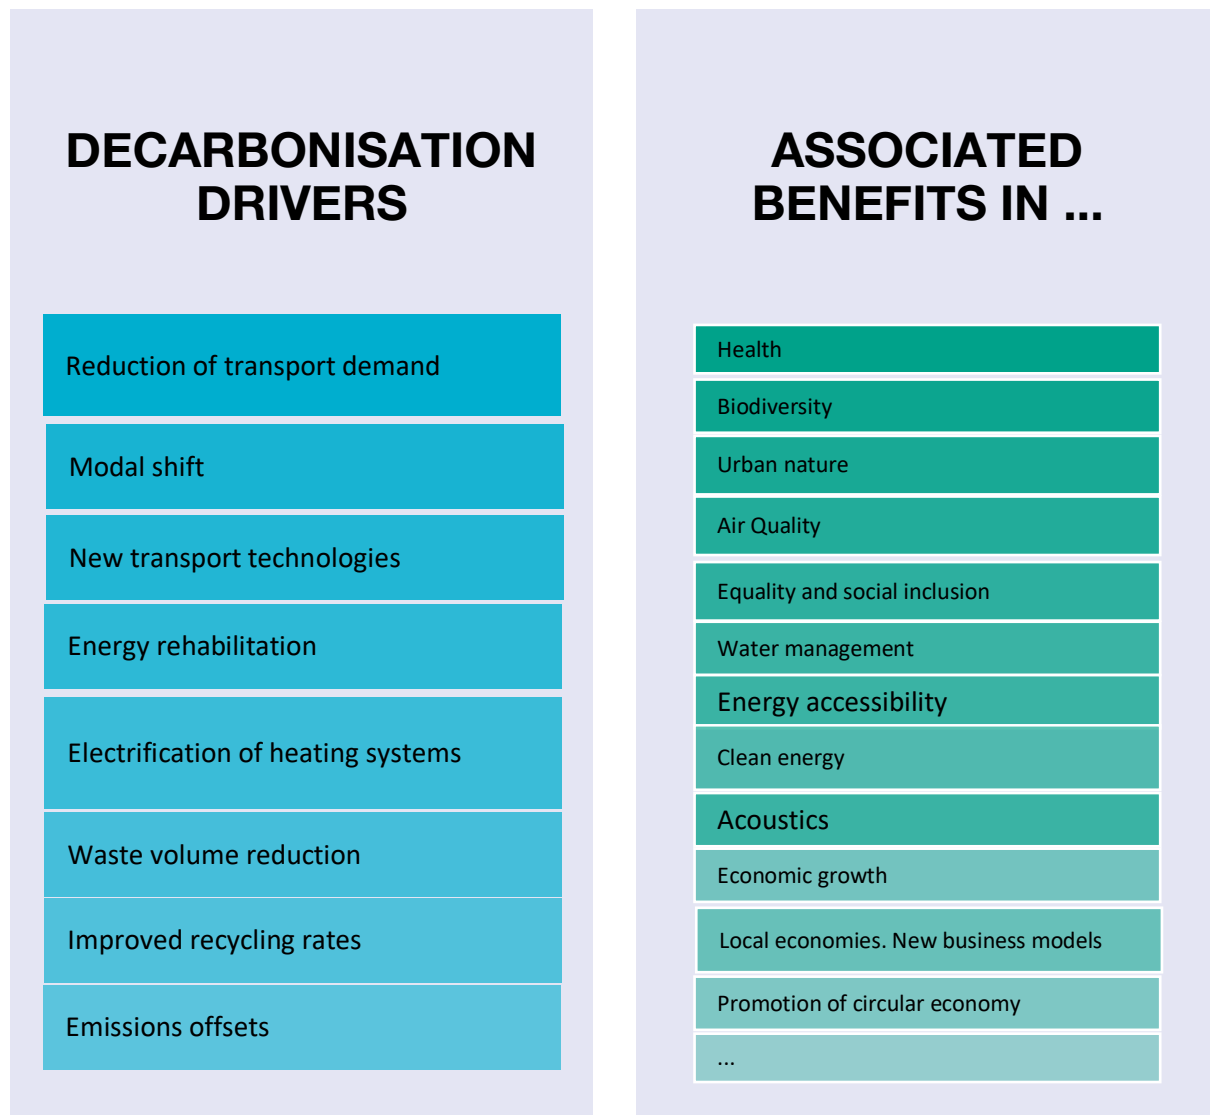 DECARBONISATION
DRIVERS
Reduction of transport demand
Modal shift
New transport technologies
Energy rehabilitation
Electrification of heating systems
Waste volume reduction
Improved recycling rates
Emissions offsets
ASSOCIATED
BENEFITS IN ...
Health
Biodiversity
Urban nature
Air Quality
Equality and social inclusion
Water management
Energy accessibility
Clean energy
Acoustics
Economic growth
Local economies. New business models
Promotion of circular economy
...